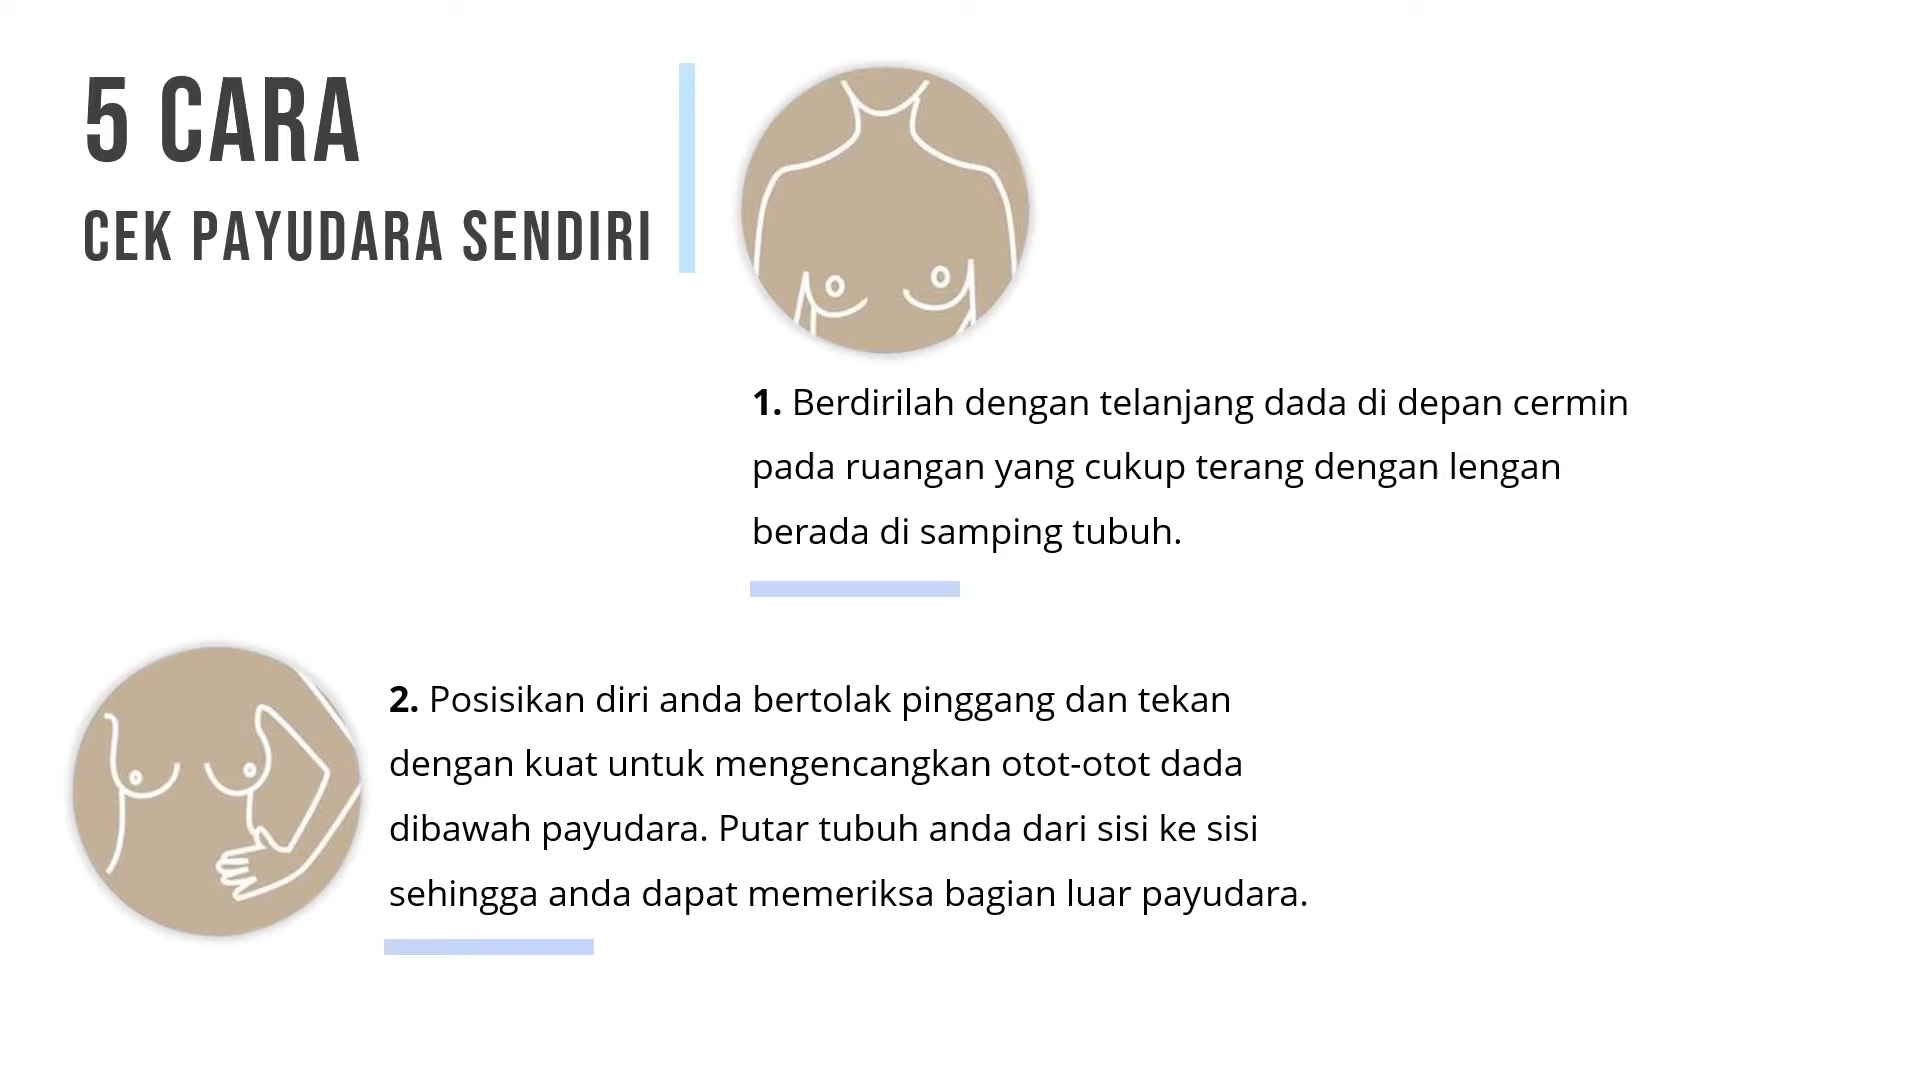 5 CARA
CEK PAYUDARA SENDIRI
1. Berdirilah dengan telanjang dada di depan cermin
pada ruangan yang cukup terang dengan lengan
berada di samping tubuh.
2. Posisikan diri anda bertolak pinggang dan tekan
dengan kuat untuk mengencangkan otot-otot dada
dibawah payudara. Putar tubuh anda dari sisi ke sisi
sehingga anda dapat memeriksa bagian luar payudara.